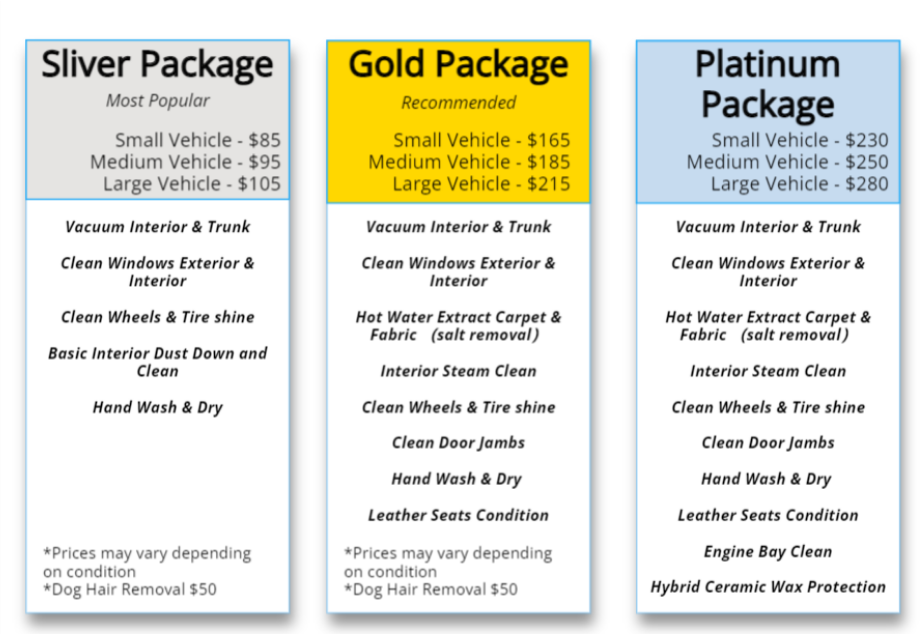 Sliver Package
Most Popular
Small Vehicle - $85
Medium Vehicle - $95
Large Vehicle - $105
Vacuum Interior & Trunk
Clean Windows Exterior &
Interior
Clean Wheels & Tire shine
Basic Interior Dust Down and
Clean
Hand Wash & Dry
*Prices may vary depending
on condition
*Dog Hair Removal $50
Gold Package
Recommended
Small Vehicle - $165
Medium Vehicle - $185
Large Vehicle - $215
Vacuum Interior & Trunk
Clean Windows Exterior &
Interior
Hot Water Extract Carpet &
Fabric (salt removal)
Interior Steam Clean
Clean Wheels & Tire shine
Clean Door Jambs
Hand Wash & Dry
Leather Seats Condition
*Prices may vary depending
on condition
*Dog Hair Removal $50
Platinum
Package
Small Vehicle - $230
Medium Vehicle - $250
Large Vehicle - $280
Vacuum Interior & Trunk
Clean Windows Exterior &
Interior
Hot Water Extract Carpet &
Fabric (salt removal)
Interior Steam Clean
Clean Wheels & Tire shine
Clean Door Jambs
Hand Wash & Dry
Leather Seats Condition
Engine Bay Clean
Hybrid Ceramic Wax Protection